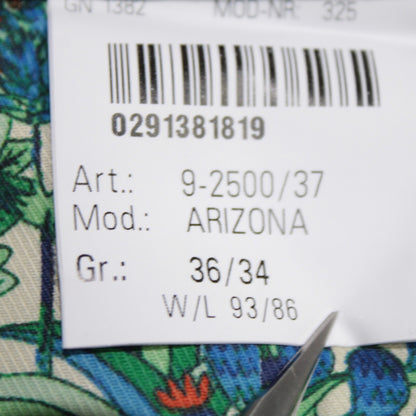 GN 1382 MOD-NR: 325
0291381819
Art.: 9-2500/37
Mod.: ARIZONA
Gr.: 36/34
W/L 93/86